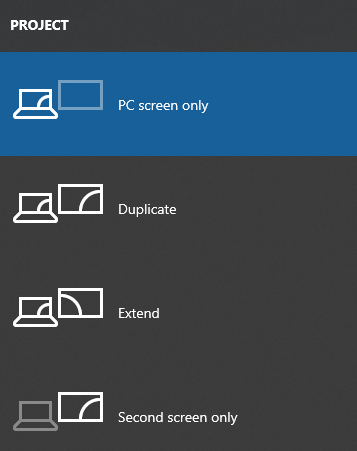 PROJECT
PC screen only
Duplicate
Extend
Second screen only